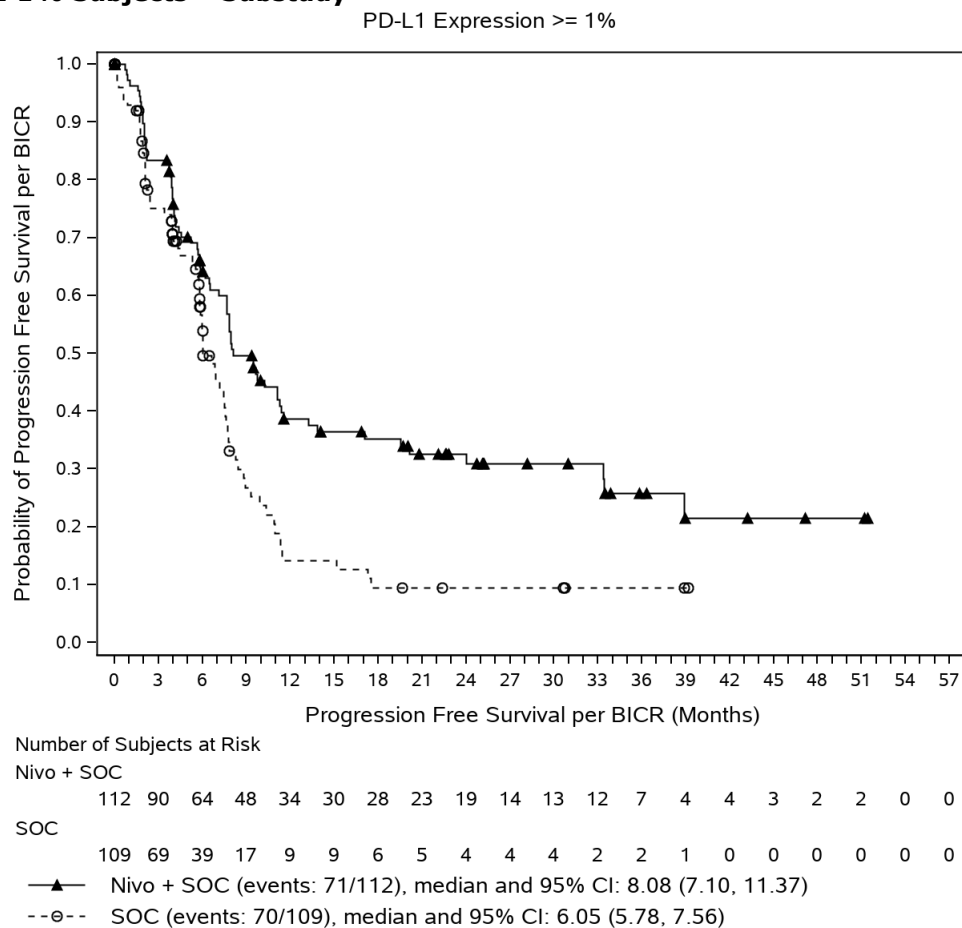 PD-L1 Expression >= 1%
Probability of Progression Free Survival per BICR
1.0
0.9
0.8
0.7
0.6
0.5
0.4
0.3
0.2
0.1
0.0
0 3 6 9 12 15 18 21 24 27 30 33 36 39 42 45 48 51 54 57
Progression Free Survival per BICR (Months)
Number of Subjects at Risk
Nivo + SOC
112 90 64 48 34 30 28 23 19 14 13 12 7 4 4 3 2 2 0 0
SOC
109 69 39 17 9 9 6 5 4 4 4 2 2 1 0 0 0 0 0 0
Nivo + SOC (events: 71/112), median and 95% CI: 8.08 (7.10, 11.37)
SOC (events: 70/109), median and 95% CI: 6.05 (5.78, 7.56)